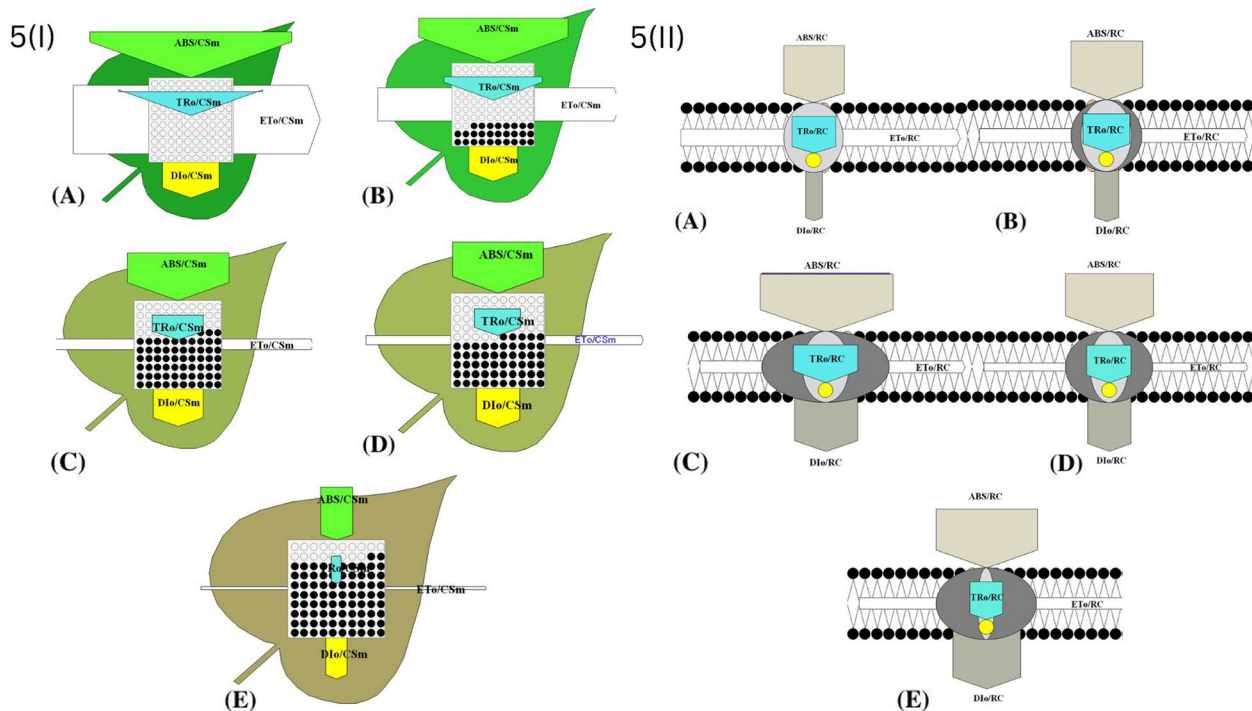 5(I)
ABS/CSm
TRo/CSm
ETo/CSm
DIo/CSm
(A)
ABS/CSm
TRo/CSm
ETo/CSm
DIo/CSm
(B)
ABS/CSm
TRo/CSm
ETo/CSm
DIo/CSm
(C)
ABS/CSm
TRo/CSm
ETo/CSm
DIo/CSm
(D)
ABS/CSm
Ro/CSm
ETo/CSm
DIo/CSm
(E)
5(II)
ABS/RC
TRo/RC
ETo/RC
DIo/RC
(A)
ABS/RC
TRo/RC
ETo/RC
DIo/RC
(B)
ABS/RC
TRo/RC
ETo/RC
DIo/RC
(C)
ABS/RC
TRo/RC
ETo/RC
DIo/RC
(D)
ABS/RC
TRo/RC
ETo/RC
DIo/RC
(E)